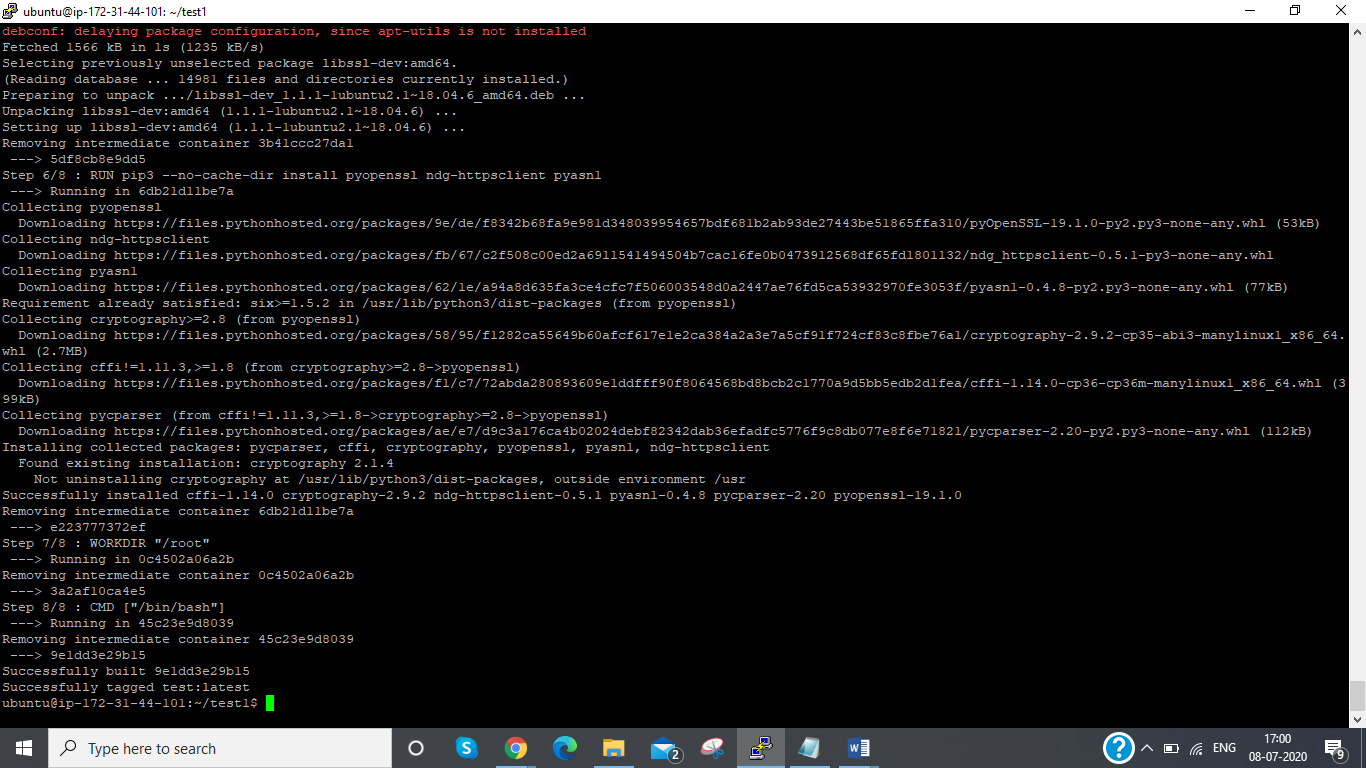 ubuntu@ip-172-31-44-101: ~/test1
debconf: delaying package configuration, since apt-utils is not installed
Fetched 1566 kB in 1s (1235 kB/s)
Selecting previously unselected package libssl-dev:amd64.
(Reading database ... 14981 files and directories currently installed.)
Preparing to unpack .../libssl-dev_1.1.1-1ubuntu2.1~18.04.6_amd64.deb ...
Unpacking libssl-dev:amd64 (1.1.1-1ubuntu2.1~18.04.6) ...
Setting up libssl-dev:amd64 (1.1.1-1ubuntu2.1~18.04.6) ...
Removing intermediate container 3b41ccc27da1
 ---> 5df8cb8e9dd5
Step 6/8 : RUN pip3 --no-cache-dir install pyopenssl ndg-httpsclient pyasn1
 ---> Running in 6db21d11be7a
Collecting pyopenssl
  Downloading https://files.pythonhosted.org/packages/9e/de/f8342b68fa9e981d348039954657bdf681b2ab93de27443be51865ffa310/pyOpenSSL-19.1.0-py2.py3-none-any.whl (53kB)
Collecting ndg-httpsclient
  Downloading https://files.pythonhosted.org/packages/fb/67/c2f508c00ed2a6911541494504b7cac16fe0b0473912568df65fd1801132/ndg_httpsclient-0.5.1-py3-none-any.whl
Collecting pyasn1
  Downloading https://files.pythonhosted.org/packages/62/1e/a94a8d635fa3ce4cfc7f506003548d0a2447ae76fd5ca53932970fe3053f/pyasn1-0.4.8-py2.py3-none-any.whl (77kB)
Requirement already satisfied: six>=1.5.2 in /usr/lib/python3/dist-packages (from pyopenssl)
Collecting cryptography>=2.8 (from pyopenssl)
  Downloading https://files.pythonhosted.org/packages/58/95/f1282ca55649b60afcf617e1e2ca384a2a3e7a5cf91f724cf83c8fbe76a1/cryptography-2.9.2-cp35-abi3-manylinux1_x86_64.
whl (2.7MB)
Collecting cffi!=1.11.3,>=1.8 (from cryptography>=2.8->pyopenssl)
  Downloading https://files.pythonhosted.org/packages/f1/c7/72abda280893609e1ddfff90f8064568bd8bcb2c1770a9d5bb5edb2d1fea/cffi-1.14.0-cp36-cp36m-manylinux1_x86_64.whl (3
99kB)
Collecting pycparser (from cffi!=1.11.3,>=1.8->cryptography>=2.8->pyopenssl)
  Downloading https://files.pythonhosted.org/packages/ae/e7/d9c3a176ca4b02024debf82342dab36efadfc5776f9c8db077e8f6e71821/pycparser-2.20-py2.py3-none-any.whl (112kB)
Installing collected packages: pycparser, cffi, cryptography, pyopenssl, pyasn1, ndg-httpsclient
  Found existing installation: cryptography 2.1.4
    Not uninstalling cryptography at /usr/lib/python3/dist-packages, outside environment /usr
Successfully installed cffi-1.14.0 cryptography-2.9.2 ndg-httpsclient-0.5.1 pyasn1-0.4.8 pycparser-2.20 pyopenssl-19.1.0
Removing intermediate container 6db21d11be7a
 ---> e223777372ef
Step 7/8 : WORKDIR "/root"
 ---> Running in 0c4502a06a2b
Removing intermediate container 0c4502a06a2b
 ---> 3a2af10ca4e5
Step 8/8 : CMD ["/bin/bash"]
 ---> Running in 45c23e9d8039
Removing intermediate container 45c23e9d8039
 ---> 9e1dd3e29b15
Successfully built 9e1dd3e29b15
Successfully tagged test:latest
ubuntu@ip-172-31-44-101:~/test1$
Type here to search
2
ENG
17:00
08-07-2020
9